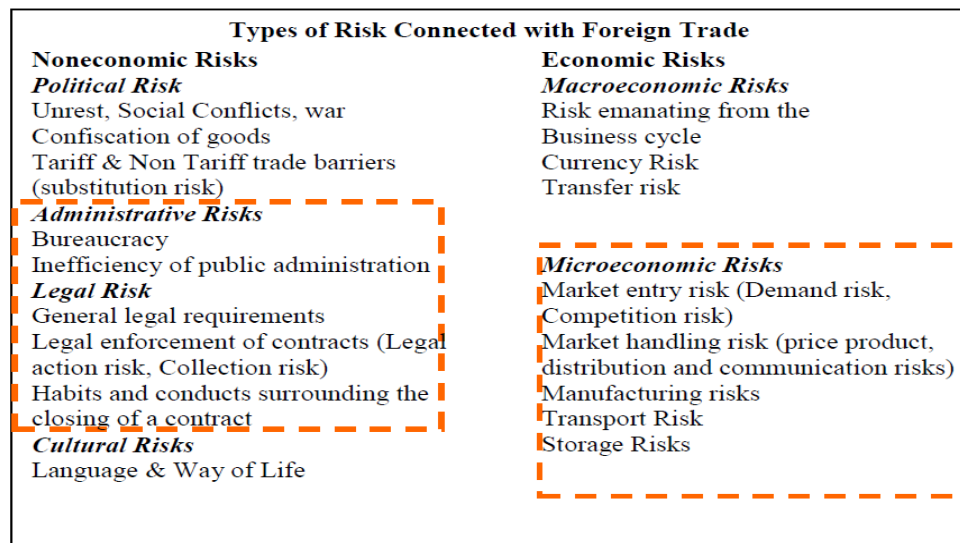 Types of Risk Connected with Foreign Trade
Noneconomic Risks
Political Risk
Unrest, Social Conflicts, war
Confiscation of goods
Tariff & Non Tariff trade barriers
(substitution risk)
Administrative Risks
Bureaucracy
Inefficiency of public administration
Legal Risk
General legal requirements
Legal enforcement of contracts (Legal
action risk, Collection risk)
Habits and conducts surrounding the
closing of a contract
Cultural Risks
Language & Way of Life
Economic Risks
Macroeconomic Risks
Risk emanating from the
Business cycle
Currency Risk
Transfer risk
Microeconomic Risks
Market entry risk (Demand risk,
Competition risk)
Market handling risk (price product,
distribution and communication risks)
Manufacturing risks
Transport Risk
Storage Risks